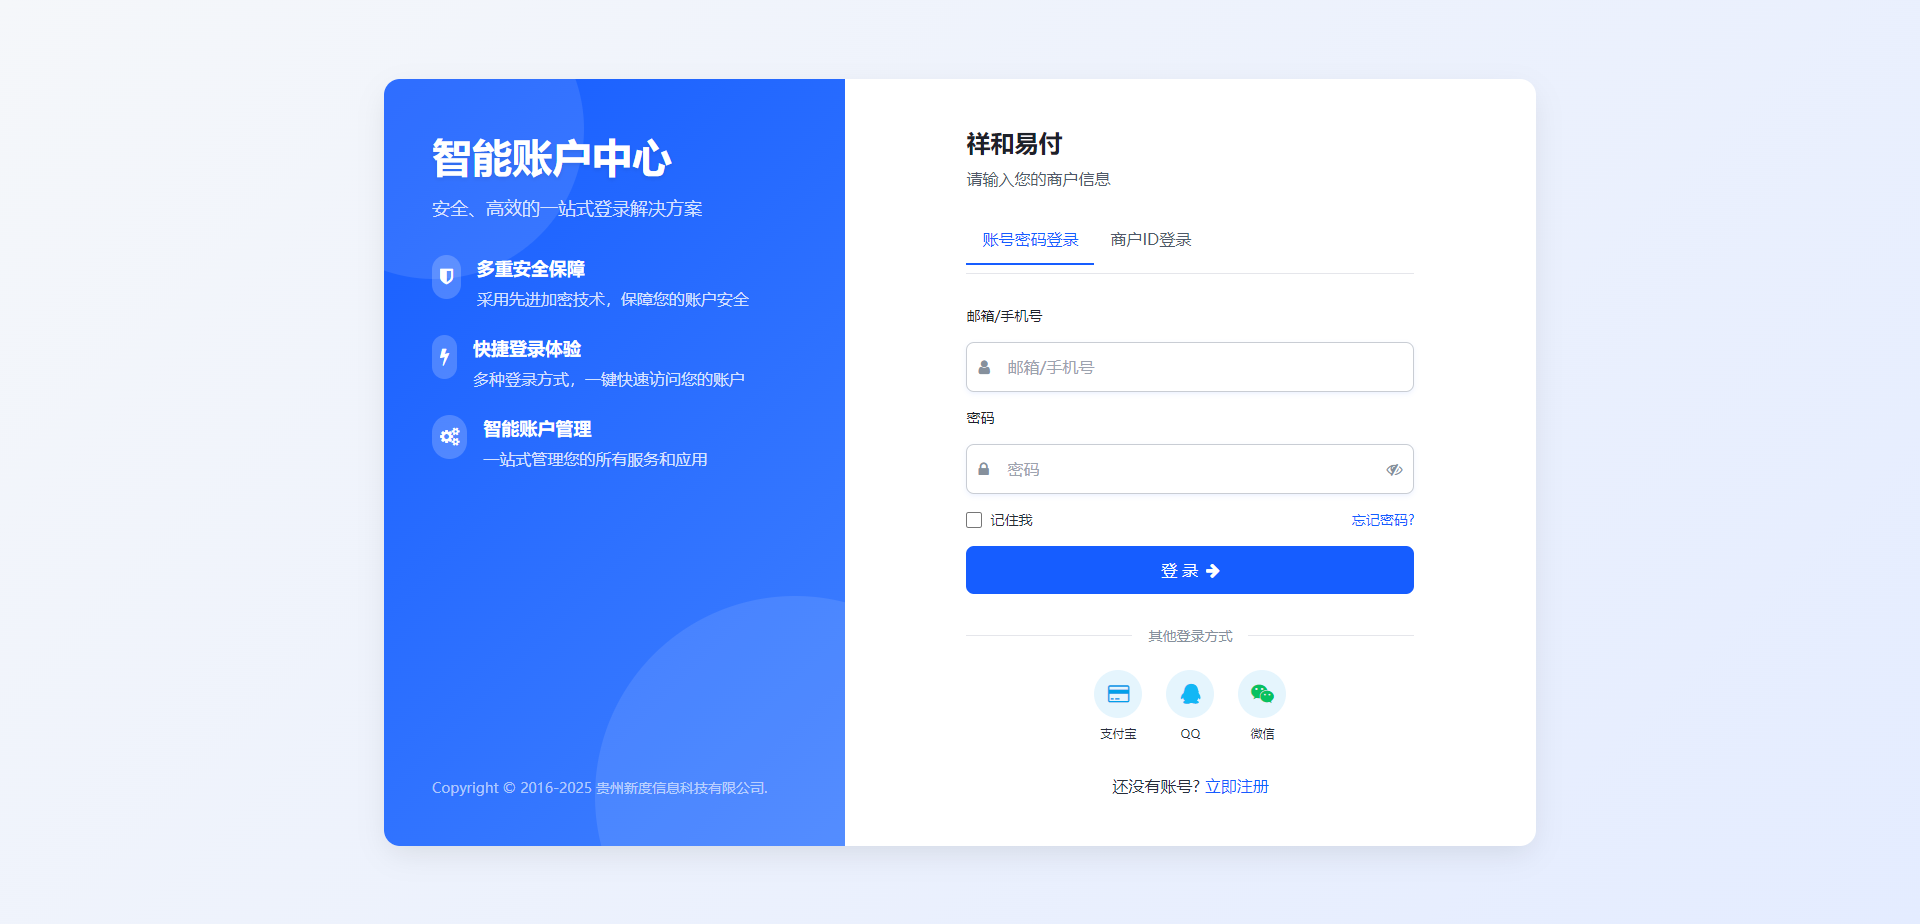 智能账户中心
安全、高效的一站式登录解决方案
多重安全保障
采用先进加密技术，保障您的账户安全
快捷登录体验
多种登录方式，一键快速访问您的账户
智能账户管理
一站式管理您的所有服务和应用
Copyright © 2016-2025 贵州新度信息科技有限公司.
祥和易付
请输入您的商户信息
账号密码登录 商户ID登录
邮箱/手机号
邮箱/手机号
密码
密码
记住我 忘记密码?
登 录
其他登录方式
支付宝 QQ 微信
还没有账号? 立即注册